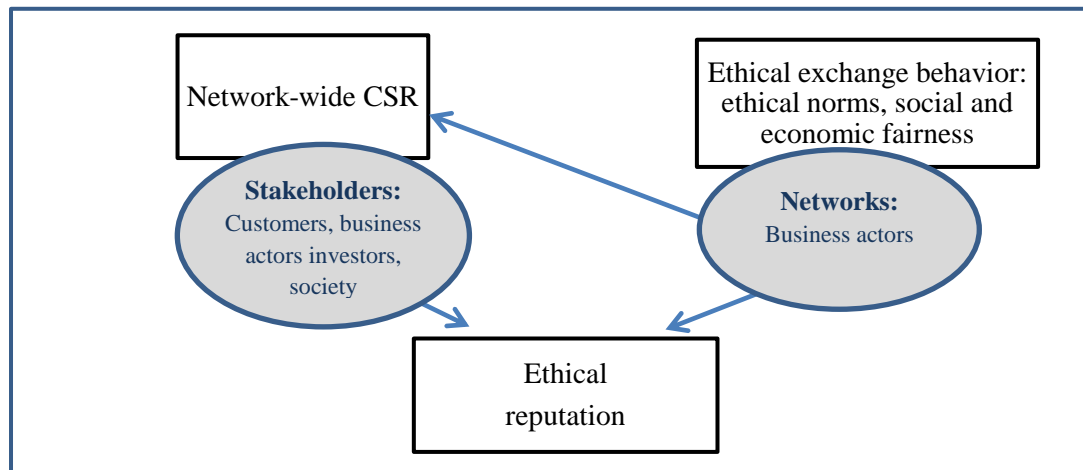 Network-wide CSR
Ethical exchange behavior:
ethical norms, social and
economic fairness
Stakeholders:
Customers, business
actors investors,
society
Networks:
Business actors
Ethical
reputation